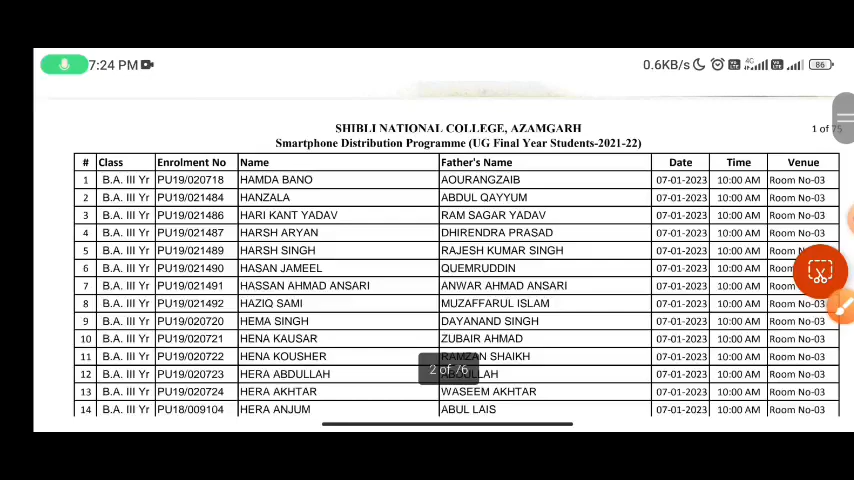 7:24 PM 0.6KB/s 4G 86
SHIBLI NATIONAL COLLEGE, AZAMGARH 1 of 75
Smartphone Distribution Programme (UG Final Year Students-2021-22)
# Class Enrolment No Name Father's Name Date Time Venue
1 B.A. III Yr PU19/020718 HAMDA BANO AOURANGZAIB 07-01-2023 10:00 AM Room No-03
2 B.A. III Yr PU19/021484 HANZALA ABDUL QAYYUM 07-01-2023 10:00 AM Room No-03
3 B.A. III Yr PU19/021486 HARI KANT YADAV RAM SAGAR YADAV 07-01-2023 10:00 AM Room No-03
4 B.A. III Yr PU19/021487 HARSH ARYAN DHIRENDRA PRASAD 07-01-2023 10:00 AM Room No-03
5 B.A. III Yr PU19/021489 HARSH SINGH RAJESH KUMAR SINGH 07-01-2023 10:00 AM Room
6 B.A. III Yr PU19/021490 HASAN JAMEEL QUEMRUDDIN 07-01-2023 10:00 AM Room
7 B.A. III Yr PU19/021491 HASSAN AHMAD ANSARI ANWAR AHMAD ANSARI 07-01-2023 10:00 AM Room
8 B.A. III Yr PU19/021492 HAZIQ SAMI MUZAFFARUL ISLAM 07-01-2023 10:00 AM Room No-03
9 B.A. III Yr PU19/020720 HEMA SINGH DAYANAND SINGH 07-01-2023 10:00 AM Room No-03
10 B.A. III Yr PU19/020721 HENA KAUSAR ZUBAIR AHMAD 07-01-2023 10:00 AM Room No-03
11 B.A. III Yr PU19/020722 HENA KOUSHER RAMZAN SHAIKH 07-01-2023 10:00 AM Room No-03
12 B.A. III Yr PU19/020723 HERA ABDULLAH ABDULLAH 07-01-2023 10:00 AM Room No-03
2 of 76
13 B.A. III Yr PU19/020724 HERA AKHTAR WASEEM AKHTAR 07-01-2023 10:00 AM Room No-03
14 B.A. III Yr PU18/009104 HERA ANJUM ABUL LAIS 07-01-2023 10:00 AM Room No-03